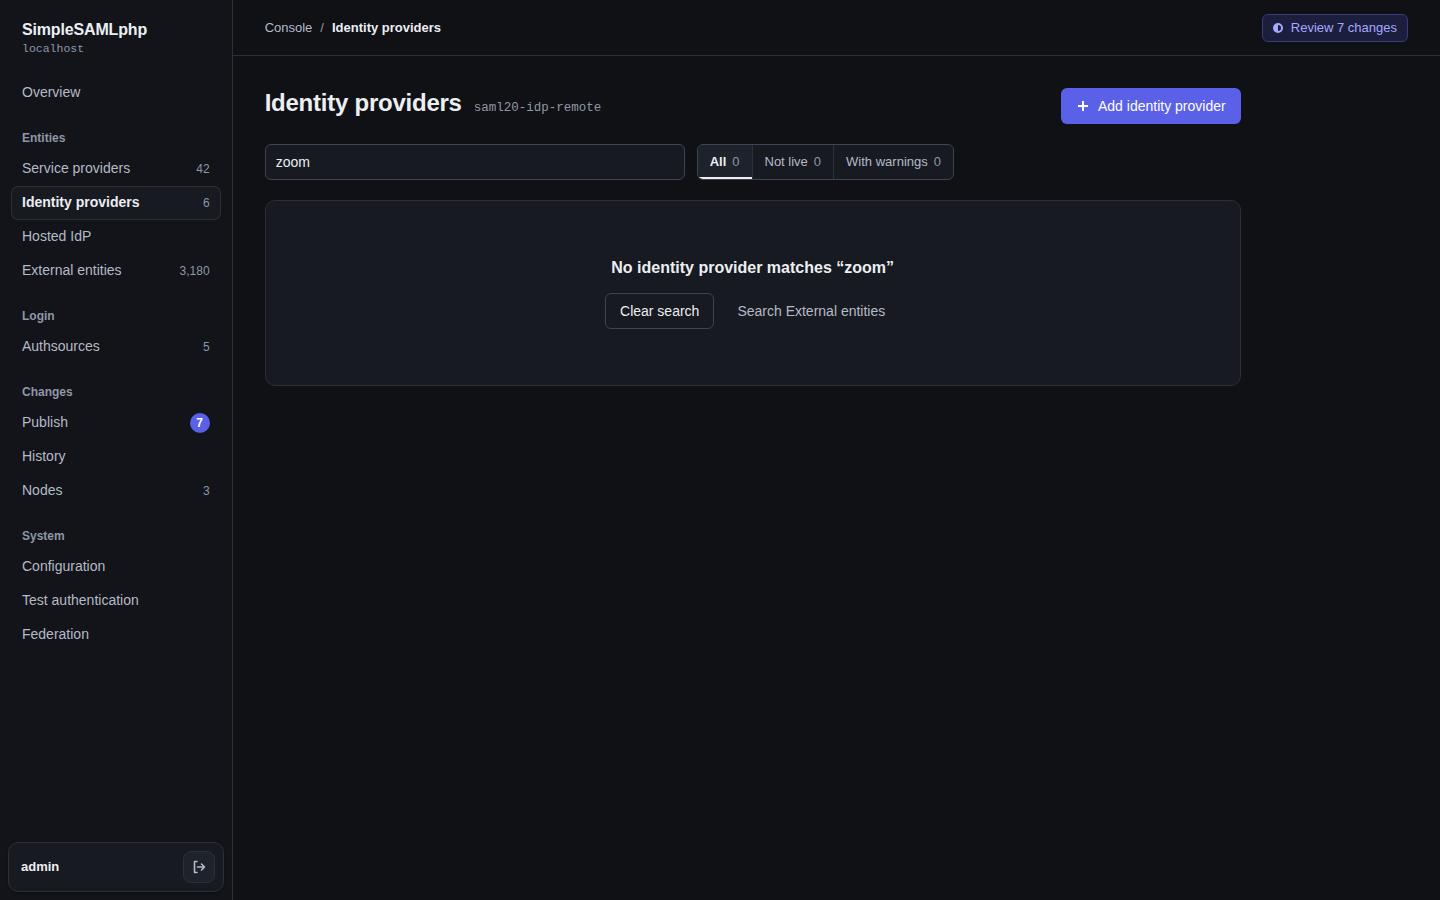 SimpleSAMLphp
localhost
Overview
Entities
Service providers 42
Identity providers 6
Hosted IdP
External entities 3,180
Login
Authsources 5
Changes
Publish 7
History
Nodes 3
System
Configuration
Test authentication
Federation
admin
Console / Identity providers
Review 7 changes
Identity providers saml20-idp-remote
Add identity provider
zoom
All 0 Not live 0 With warnings 0
No identity provider matches “zoom”
Clear search Search External entities